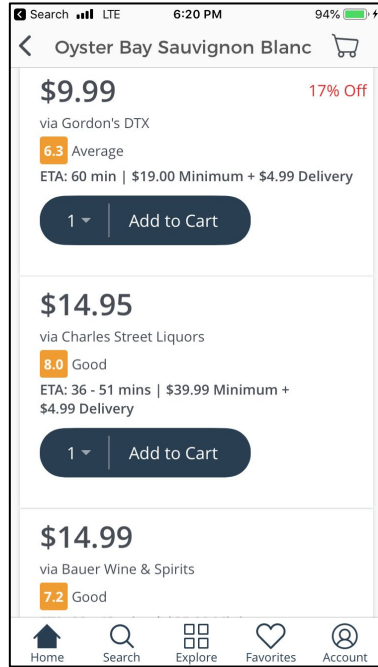 Search LTE 6:20 PM 94%
Oyster Bay Sauvignon Blanc
$9.99 17% Off
via Gordon's DTX
6.3 Average
ETA: 60 min | $19.00 Minimum + $4.99 Delivery
1 Add to Cart
$14.95
via Charles Street Liquors
8.0 Good
ETA: 36 - 51 mins | $39.99 Minimum +
$4.99 Delivery
1 Add to Cart
$14.99
via Bauer Wine & Spirits
7.2 Good
Home Search Explore Favorites Account